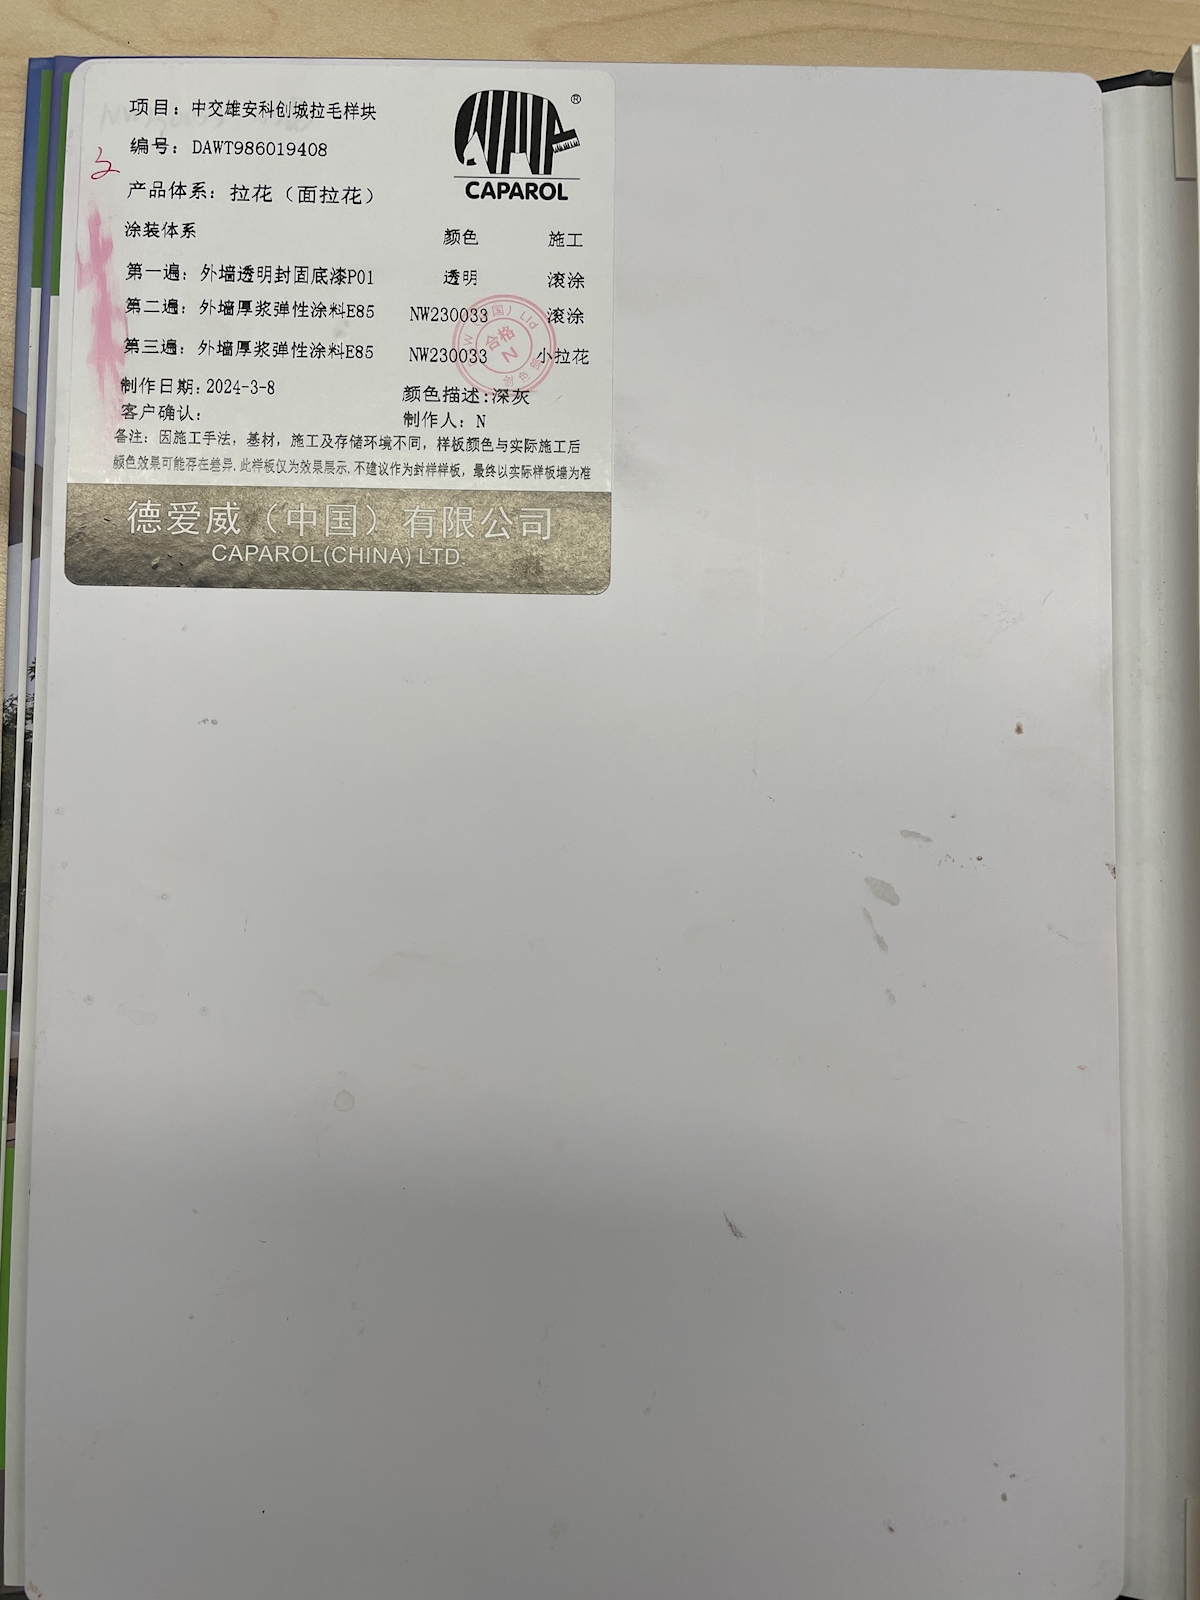 项目：中交雄安科创城拉毛样块
®
编号：DAWT986019408
CAPAROL
产品体系：拉花（面拉花）
涂装体系 颜色 施工
第一遍：外墙透明封固底漆P01 透明 滚涂
第二遍：外墙厚浆弹性涂料E85 NW230033 滚涂
第三遍：外墙厚浆弹性涂料E85 NW230033 小拉花
国）Ltd
合格
N
创色
制作日期：2024-3-8 颜色描述：深灰
客户确认： 制作人：N
备注：因施工手法，基材，施工及存储环境不同，样板颜色与实际施工后
颜色效果可能存在差异.此样板仅为效果展示.不建议作为封样样板，最终以实际样板墙为准
德爱威（中国）有限公司
CAPAROL(CHINA) LTD.